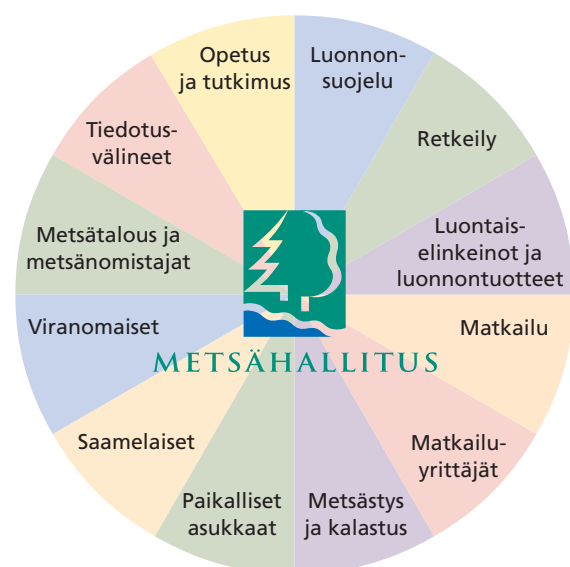 Opetus
ja tutkimus
Luonnon-
suojelu
Retkeily
Luontais-
elinkeinot ja
luonnontuotteet
Matkailu
Matkailu-
yrittäjät
Metsästys
ja kalastus
Paikalliset
asukkaat
Saamelaiset
Viranomaiset
Metsätalous ja
metsänomistajat
Tiedotus-
välineet
METSÄHALLITUS